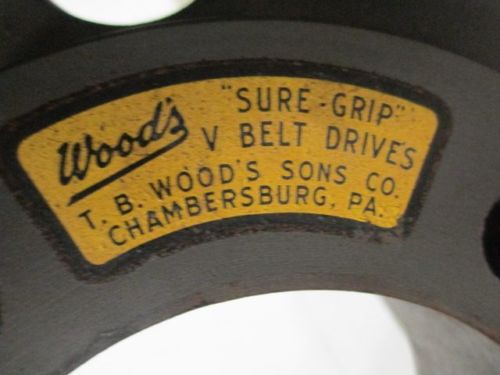 Wood's "SURE-GRIP"
V BELT DRIVES
T. B. WOOD'S SONS CO.
CHAMBERSBURG, PA.